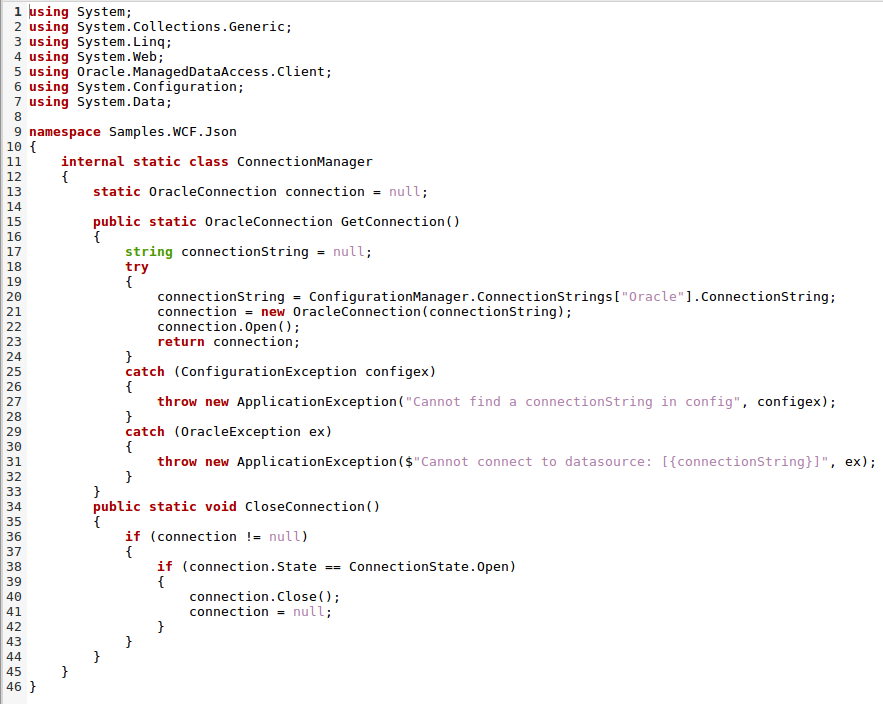 1 using System;
2 using System.Collections.Generic;
3 using System.Linq;
4 using System.Web;
5 using Oracle.ManagedDataAccess.Client;
6 using System.Configuration;
7 using System.Data;
8
9 namespace Samples.WCF.Json
10 {
11     internal static class ConnectionManager
12     {
13         static OracleConnection connection = null;
14
15         public static OracleConnection GetConnection()
16         {
17             string connectionString = null;
18             try
19             {
20                 connectionString = ConfigurationManager.ConnectionStrings["Oracle"].ConnectionString;
21                 connection = new OracleConnection(connectionString);
22                 connection.Open();
23                 return connection;
24             }
25             catch (ConfigurationException configex)
26             {
27                 throw new ApplicationException("Cannot find a connectionString in config", configex);
28             }
29             catch (OracleException ex)
30             {
31                 throw new ApplicationException($"Cannot connect to datasource: [{connectionString}]", ex);
32             }
33         }
34         public static void CloseConnection()
35         {
36             if (connection != null)
37             {
38                 if (connection.State == ConnectionState.Open)
39                 {
40                     connection.Close();
41                     connection = null;
42                 }
43             }
44         }
45     }
46 }